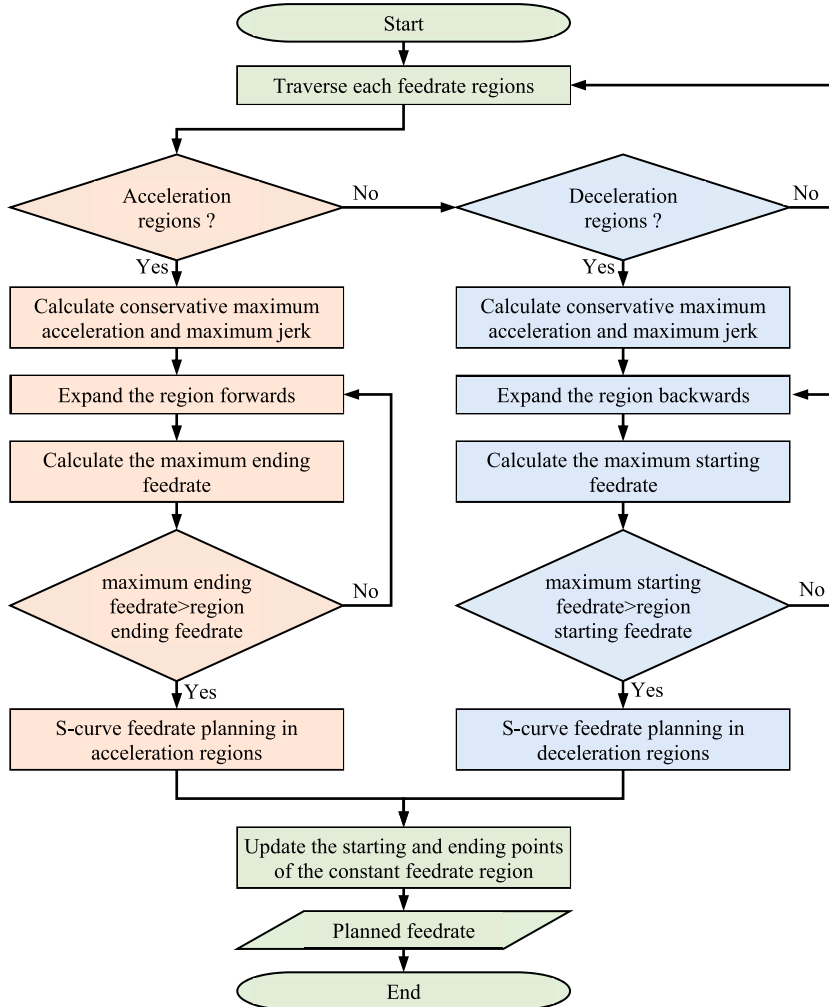 Start
Traverse each feedrate regions
Acceleration
regions ?
No
Deceleration
regions ?
No
Yes
Yes
Calculate conservative maximum
acceleration and maximum jerk
Calculate conservative maximum
acceleration and maximum jerk
Expand the region forwards
Expand the region backwards
Calculate the maximum ending
feedrate
Calculate the maximum starting
feedrate
maximum ending
feedrate>region
ending feedrate
No
maximum starting
feedrate>region
starting feedrate
No
Yes
Yes
S-curve feedrate planning in
acceleration regions
S-curve feedrate planning in
deceleration regions
Update the starting and ending points
of the constant feedrate region
Planned feedrate
End